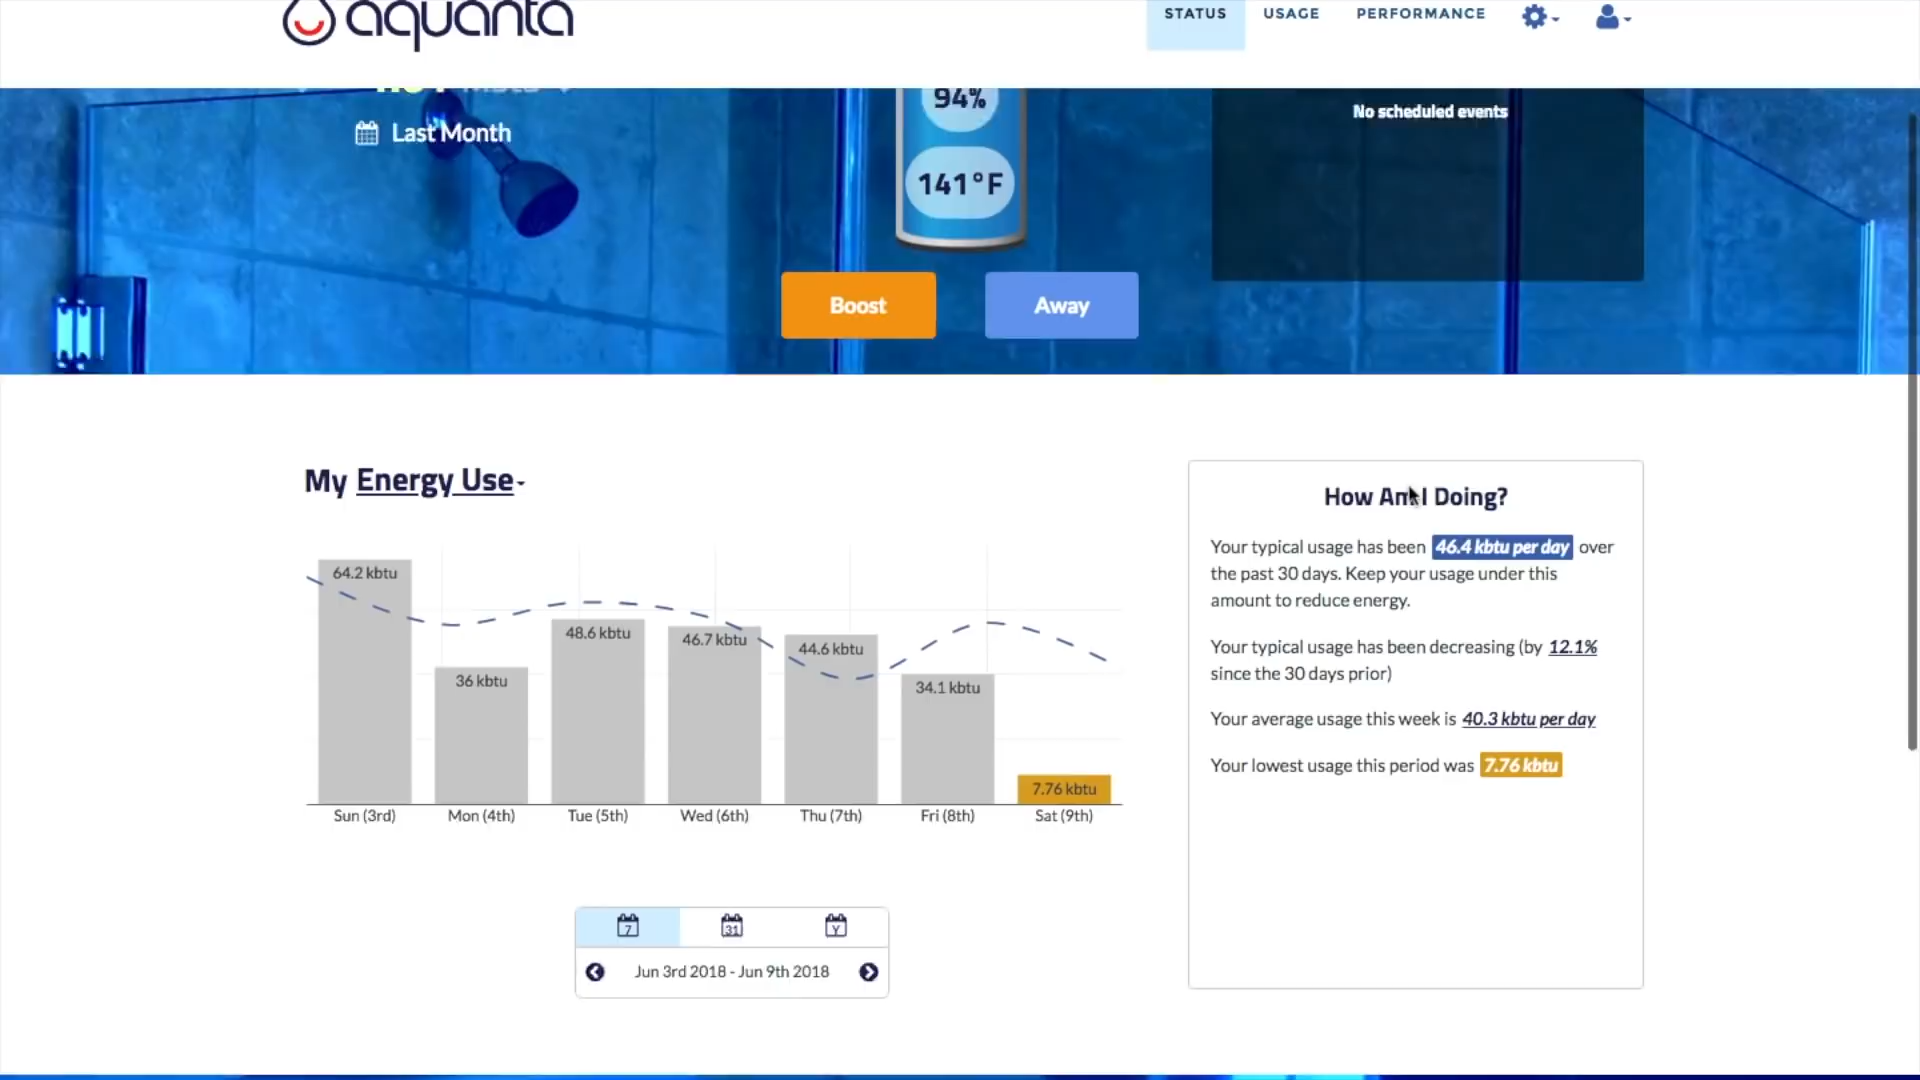 aquanta
STATUS
USAGE
PERFORMANCE
Last Month
94%
141°F
No scheduled events
Boost
Away
My Energy Use
64.2 kbtu
36 kbtu
48.6 kbtu
46.7 kbtu
44.6 kbtu
34.1 kbtu
7.76 kbtu
Sun (3rd)
Mon (4th)
Tue (5th)
Wed (6th)
Thu (7th)
Fri (8th)
Sat (9th)
7
31
Y
Jun 3rd 2018 - Jun 9th 2018
How Am I Doing?
Your typical usage has been 46.4 kbtu per day over
the past 30 days. Keep your usage under this
amount to reduce energy.
Your typical usage has been decreasing (by 12.1%
since the 30 days prior)
Your average usage this week is 40.3 kbtu per day
Your lowest usage this period was 7.76 kbtu